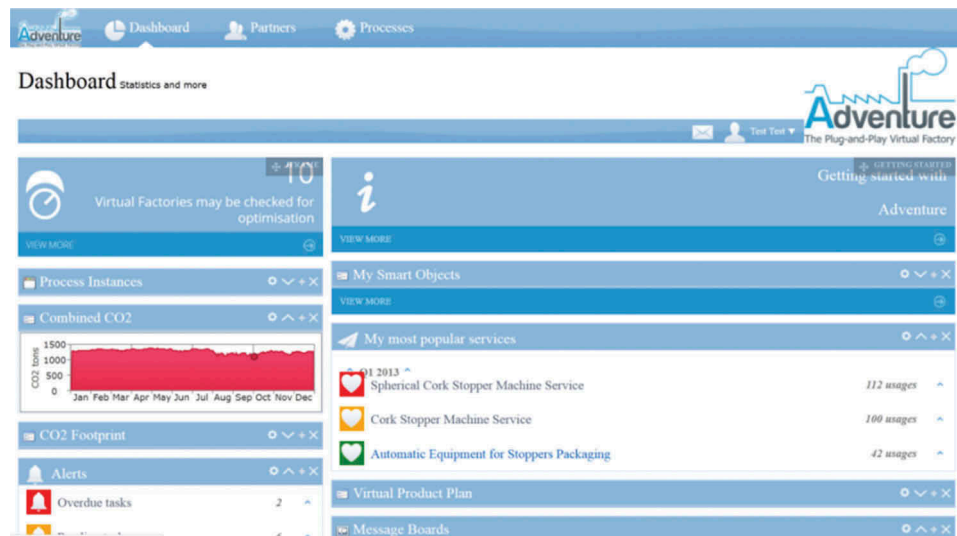 Adventure
Dashboard
Partners
Processes
Dashboard Statistics and more
Adventure
The Plug-and-Play Virtual Factory
Test Test ▼
10
Virtual Factories may be checked for
optimisation
VIEW MORE
GETTING STARTED
Getting started with
Adventure
VIEW MORE
Process Instances
My Smart Objects
VIEW MORE
Combined CO2
CO2 tons
1500
1000
500
0
Jan Feb Mar Apr May Jun Jul Aug Sep Oct Nov Dec
My most popular services
Q1 2013
Spherical Cork Stopper Machine Service 112 usages
Cork Stopper Machine Service 100 usages
Automatic Equipment for Stoppers Packaging 42 usages
CO2 Footprint
Alerts
Overdue tasks 2
Virtual Product Plan
Message Boards